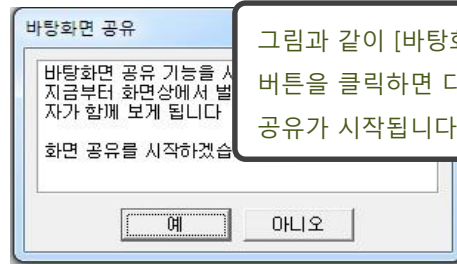 바탕화면 공유
바탕화면 공유 기능을
지금부터 화면상에서
자가 함께 보게 됩니다
화면 공유를 시작하겠습
예
아니오
그림과 같이 [바탕화
버튼을 클릭하면
공유가 시작됩니다